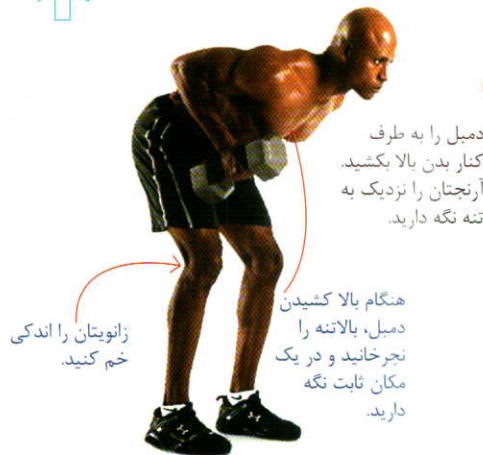 دمبل را به طرف
کنار بدن بالا بکشید.
آرنجتان را نزدیک به
تنه نگه دارید.
هنگام بالا کشیدن
دمبل، بالاتنه را
نچرخانید و در یک
مکان ثابت نگه
دارید.
زانویتان را اندکی
خم کنید.